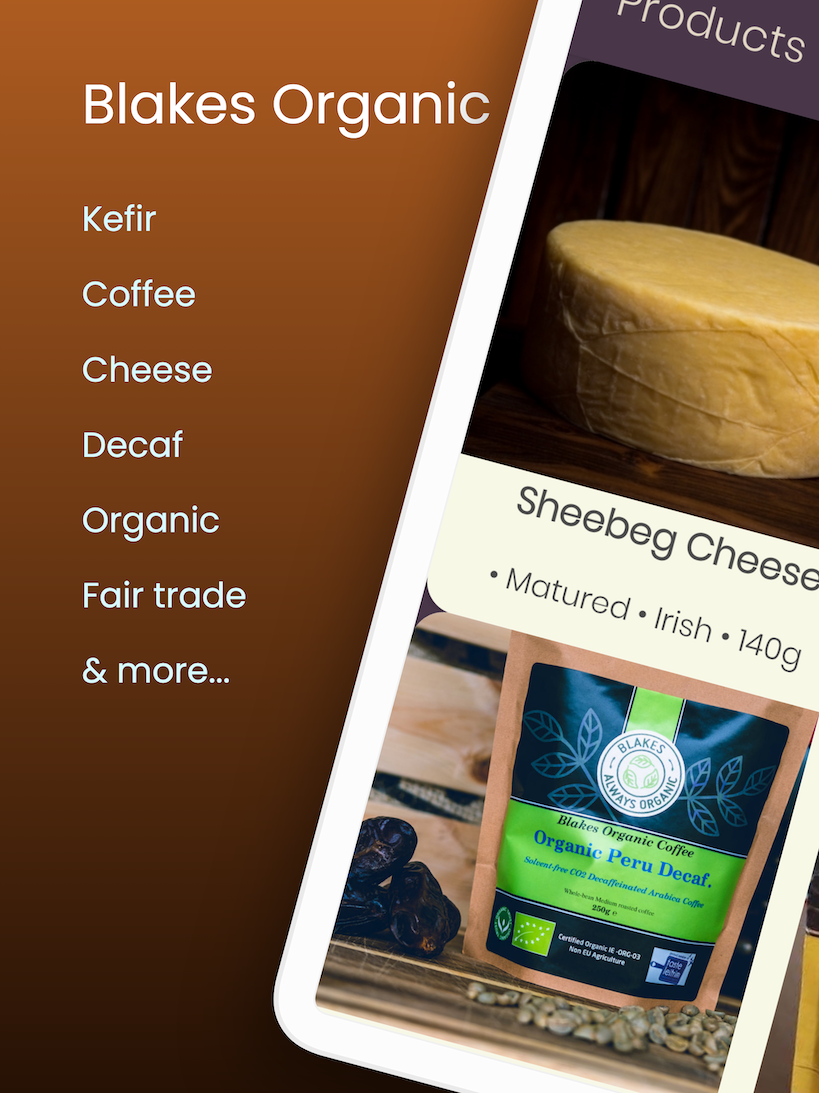 Blakes Organic
Kefir
Coffee
Cheese
Decaf
Organic
Fair trade
& more...
Products
Sheebeg Cheese
• Matured • Irish • 140g
BLAKES
ALWAYS ORGANIC
Blakes Organic Coffee
Organic Peru Decaf.
Solvent-free CO2 Decaffeinated Arabica Coffee
Whole-bean Medium roasted coffee
250g e
Certified Organic IE-ORG-03
Non EU Agriculture
taste
leitrim